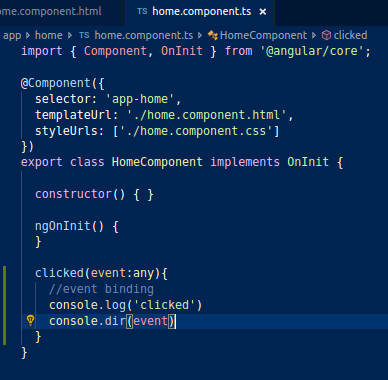 me.component.html TS home.component.ts ×
app > home > TS home.component.ts > HomeComponent > clicked
import { Component, OnInit } from '@angular/core';
@Component({
selector: 'app-home',
templateUrl: './home.component.html',
styleUrls: ['./home.component.css']
})
export class HomeComponent implements OnInit {
constructor() { }
ngOnInit() {
}
clicked(event:any){
//event binding
console.log('clicked')
console.dir(event)
}
}